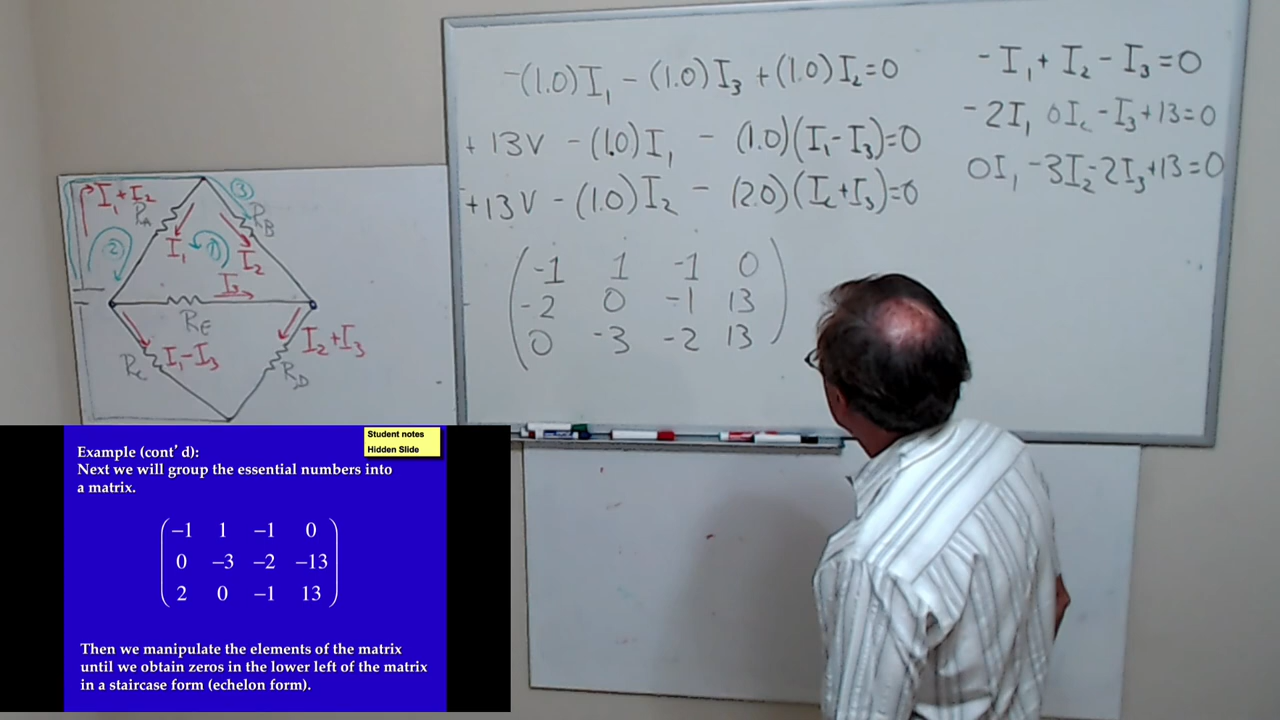 -(1.0)I₁ - (1.0)I₃ + (1.0)I₂ = 0
+ 13V - (1.0)I₁ - (1.0)(I₁-I₃)=0
+13V - (1.0)I₂ - (2.0)(I₂+I₃)=0
-1 1 -1 0
-2 0 -1 13
0 -3 -2 13
-I₁ + I₂ - I₃ = 0
-2I₁ 0I₂ - I₃ + 13 = 0
0I₁ - 3I₂ - 2I₃ + 13 = 0
I₁ + I₂
R_A
②
③
R_B
I₁
①
I₂
I₃
R_E
I₂+I₃
R_C
I₁-I₃
R_D
Student notes
Hidden Slide
Example (cont'd):
Next we will group the essential numbers into
a matrix.
-1 1 -1 0
0 -3 -2 -13
2 0 -1 13
Then we manipulate the elements of the matrix
until we obtain zeros in the lower left of the matrix
in a staircase form (echelon form).